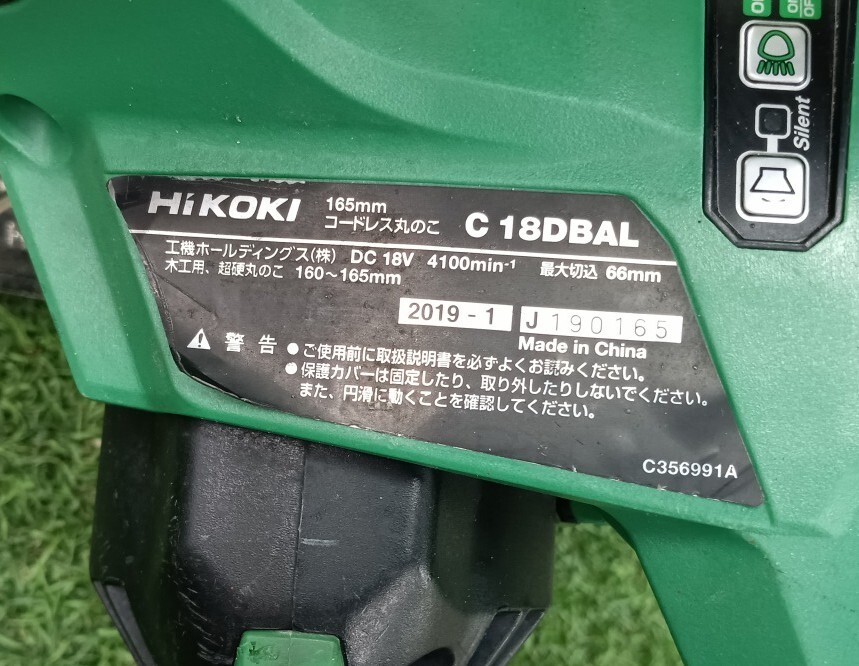 ON
OF
Silent
HiKOKI 165mm コードレス丸のこ C 18DBAL
工機ホールディングス(株) DC 18V 4100min-1 最大切込 66mm
木工用、超硬丸のこ 160～165mm
2019 - 1 J 190165
Made in China
⚠ 警告 ●ご使用前に取扱説明書を必ずよくお読みください。
●保護カバーは固定したり、取り外したりしないでください。
また、円滑に動くことを確認してください。
C356991A